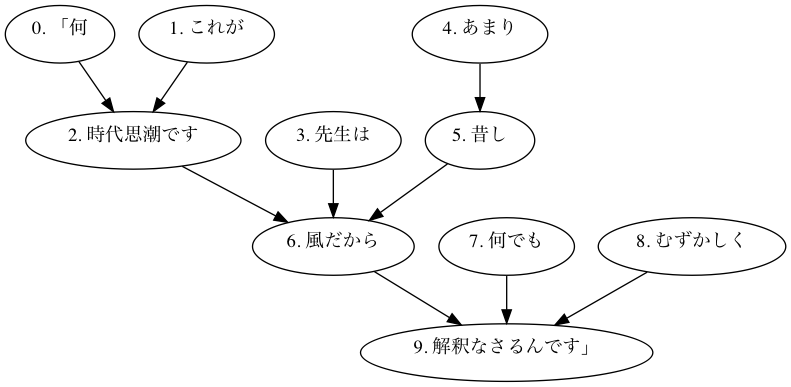 0. 「何
1. これが
4. あまり
2. 時代思潮です
3. 先生は
5. 昔し
6. 風だから
7. 何でも
8. むずかしく
9. 解釈なさるんです」